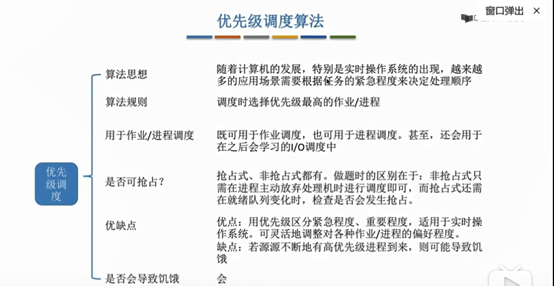 窗口弹出 ×
优先级调度算法
算法思想
随着计算机的发展，特别是实时操作系统的出现，越来越
多的应用场景需要根据任务的紧急程度来决定处理顺序
算法规则
调度时选择优先级最高的作业/进程
用于作业/进程调度
既可用于作业调度，也可用于进程调度。甚至，还会用于
在之后会学习的I/O调度中
优先
级调
度
是否可抢占？
抢占式、非抢占式都有。做题时的区别在于：非抢占式只
需在进程主动放弃处理机时进行调度即可，而抢占式还需
在就绪队列变化时，检查是否会发生抢占。
优缺点
优点：用优先级区分紧急程度、重要程度，适用于实时操
作系统。可灵活地调整对各种作业/进程的偏好程度。
缺点：若源源不断地有高优先级进程到来，则可能导致饥
饿
是否会导致饥饿
会